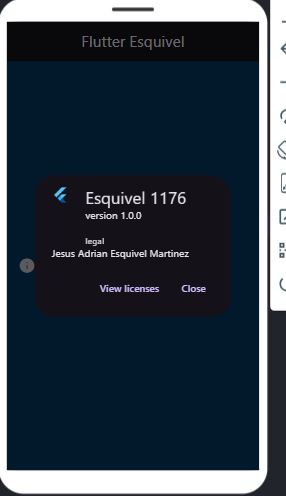 Flutter Esquivel
Esquivel 1176
version 1.0.0
legal
Jesus Adrian Esquivel Martinez
View licenses
Close